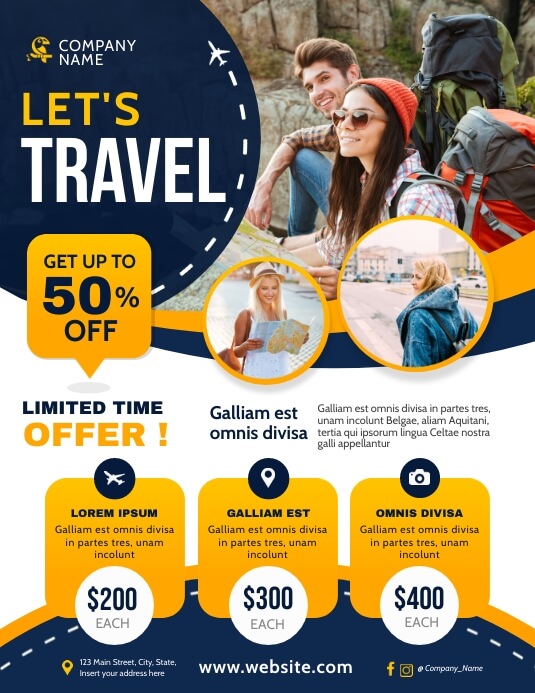 COMPANY
NAME
LET'S
TRAVEL
GET UP TO
50%
OFF
LIMITED TIME
OFFER !
Galliam est
omnis divisa
Galliam est omnis divisa in partes tres,
unam incolunt Belgae, aliam Aquitani,
tertia qui ipsorum lingua Celtae nostra
galli appellantur
LOREM IPSUM
Galliam est omnis divisa
in partes tres, unam
incolunt
$200
EACH
GALLIAM EST
Galliam est omnis divisa
in partes tres, unam
incolunt
$300
EACH
OMNIS DIVISA
Galliam est omnis divisa
in partes tres, unam
incolunt
$400
EACH
123 Main Street, City, State,
Insert your address here
www.website.com
@ Company_Name